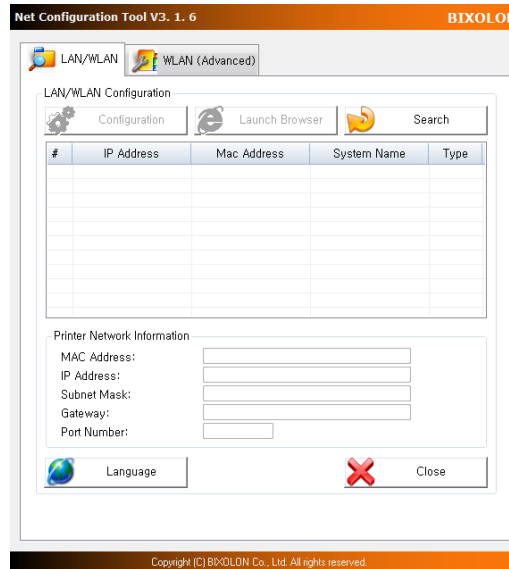 Net Configuration Tool V3. 1. 6 BIXOLO
LAN/WLAN WLAN (Advanced)
LAN/WLAN Configuration
Configuration Launch Browser Search
# IP Address Mac Address System Name Type
Printer Network Information
MAC Address:
IP Address:
Subnet Mask:
Gateway:
Port Number:
Language Close
Copyright (C) BIXOLON Co., Ltd. All rights reserved.